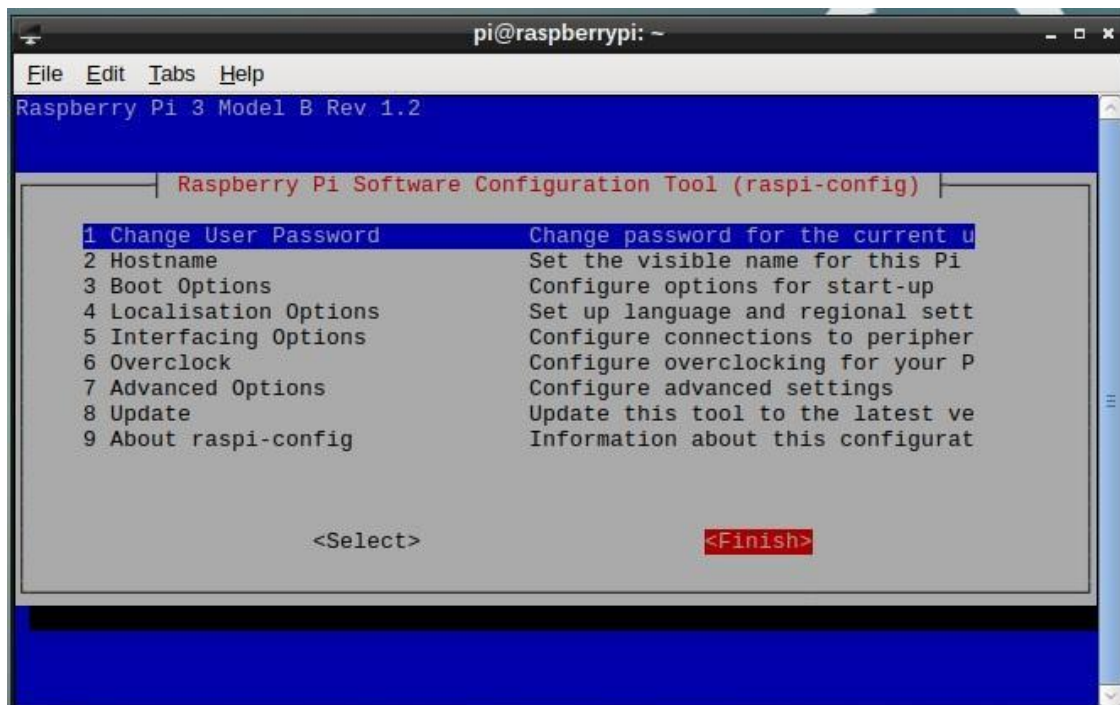 pi@raspberrypi: ~
File Edit Tabs Help
Raspberry Pi 3 Model B Rev 1.2
Raspberry Pi Software Configuration Tool (raspi-config)
1 Change User Password Change password for the current u
2 Hostname Set the visible name for this Pi
3 Boot Options Configure options for start-up
4 Localisation Options Set up language and regional sett
5 Interfacing Options Configure connections to peripher
6 Overclock Configure overclocking for your P
7 Advanced Options Configure advanced settings
8 Update Update this tool to the latest ve
9 About raspi-config Information about this configurat
<Select> <Finish>